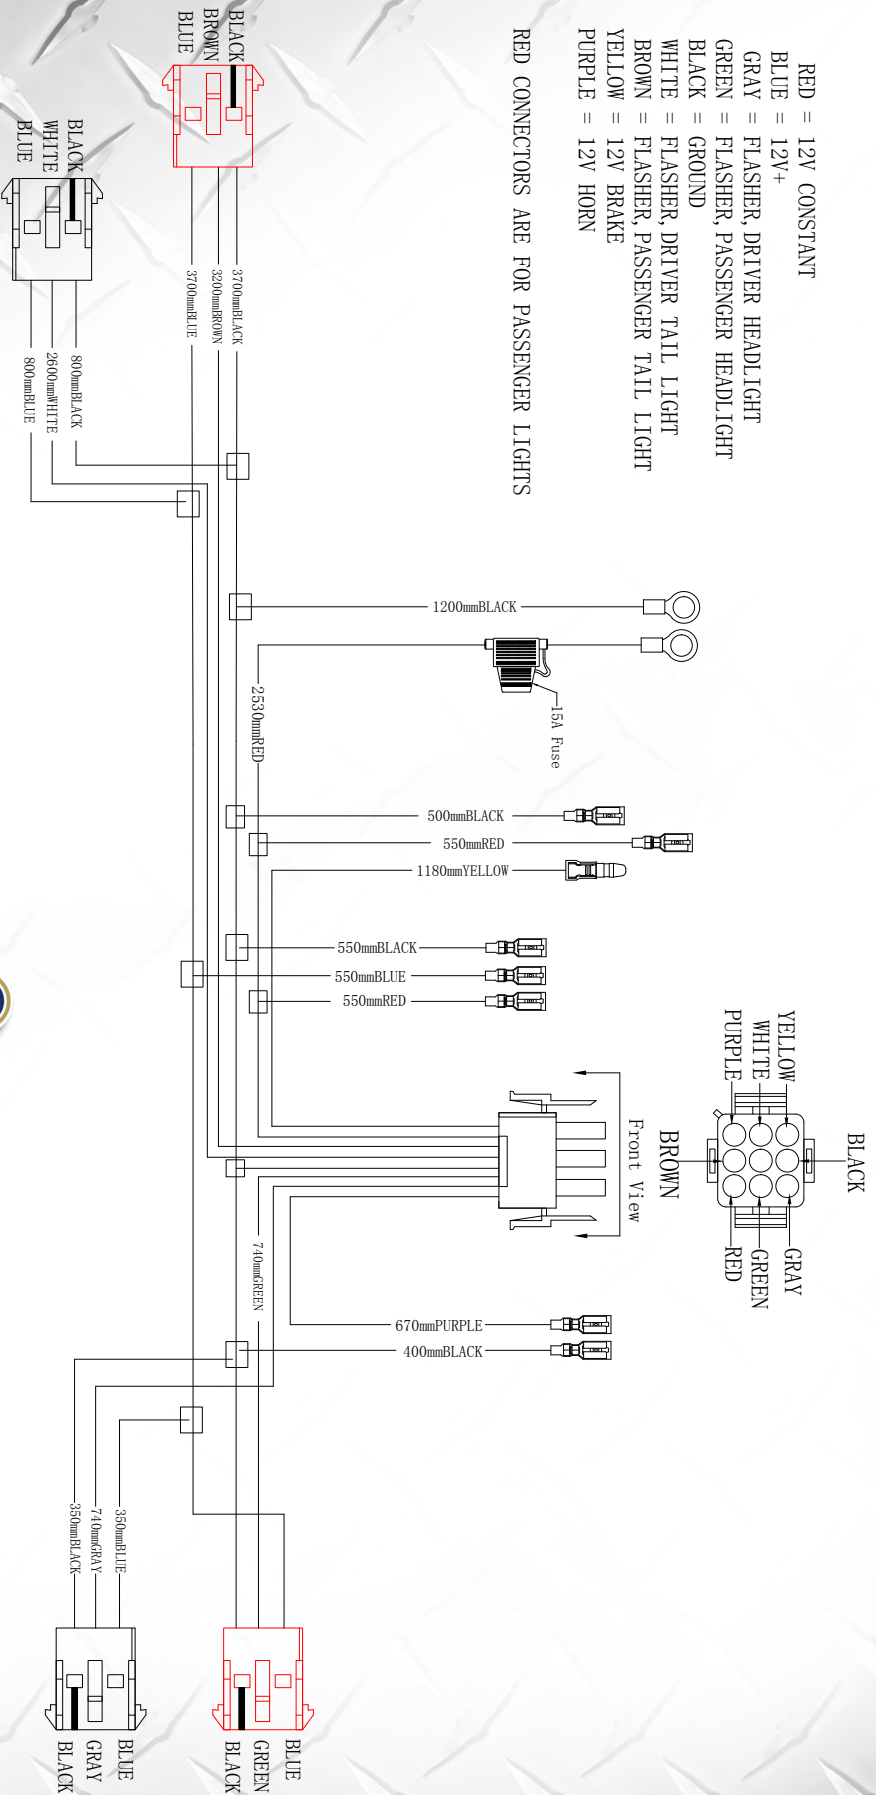 RED = 12V CONSTANT
BLUE = 12V+
GRAY = FLASHER, DRIVER HEADLIGHT
GREEN = FLASHER, PASSENGER HEADLIGHT
BLACK = GROUND
WHITE = FLASHER, DRIVER TAIL LIGHT
BROWN = FLASHER, PASSENGER TAIL LIGHT
YELLOW = 12V BRAKE
PURPLE = 12V HORN
RED CONNECTORS ARE FOR PASSENGER LIGHTS
BLACK
BROWN
BLUE
BLACK
WHITE
BLUE
3700mmBLACK
3200mmBROWN
3700mmBLUE
800mmBLACK
2600mmWHITE
800mmBLUE
1200mmBLACK
15A Fuse
2530mmRED
500mmBLACK
550mmRED
1180mmYELLOW
550mmBLACK
550mmBLUE
550mmRED
YELLOW
WHITE
PURPLE
BLACK
BROWN
GRAY
GREEN
RED
Front View
740mmGREEN
670mmPURPLE
400mmBLACK
350mmBLUE
740mmGRAY
350mmBLACK
BLUE
GREEN
BLACK
BLUE
GRAY
BLACK